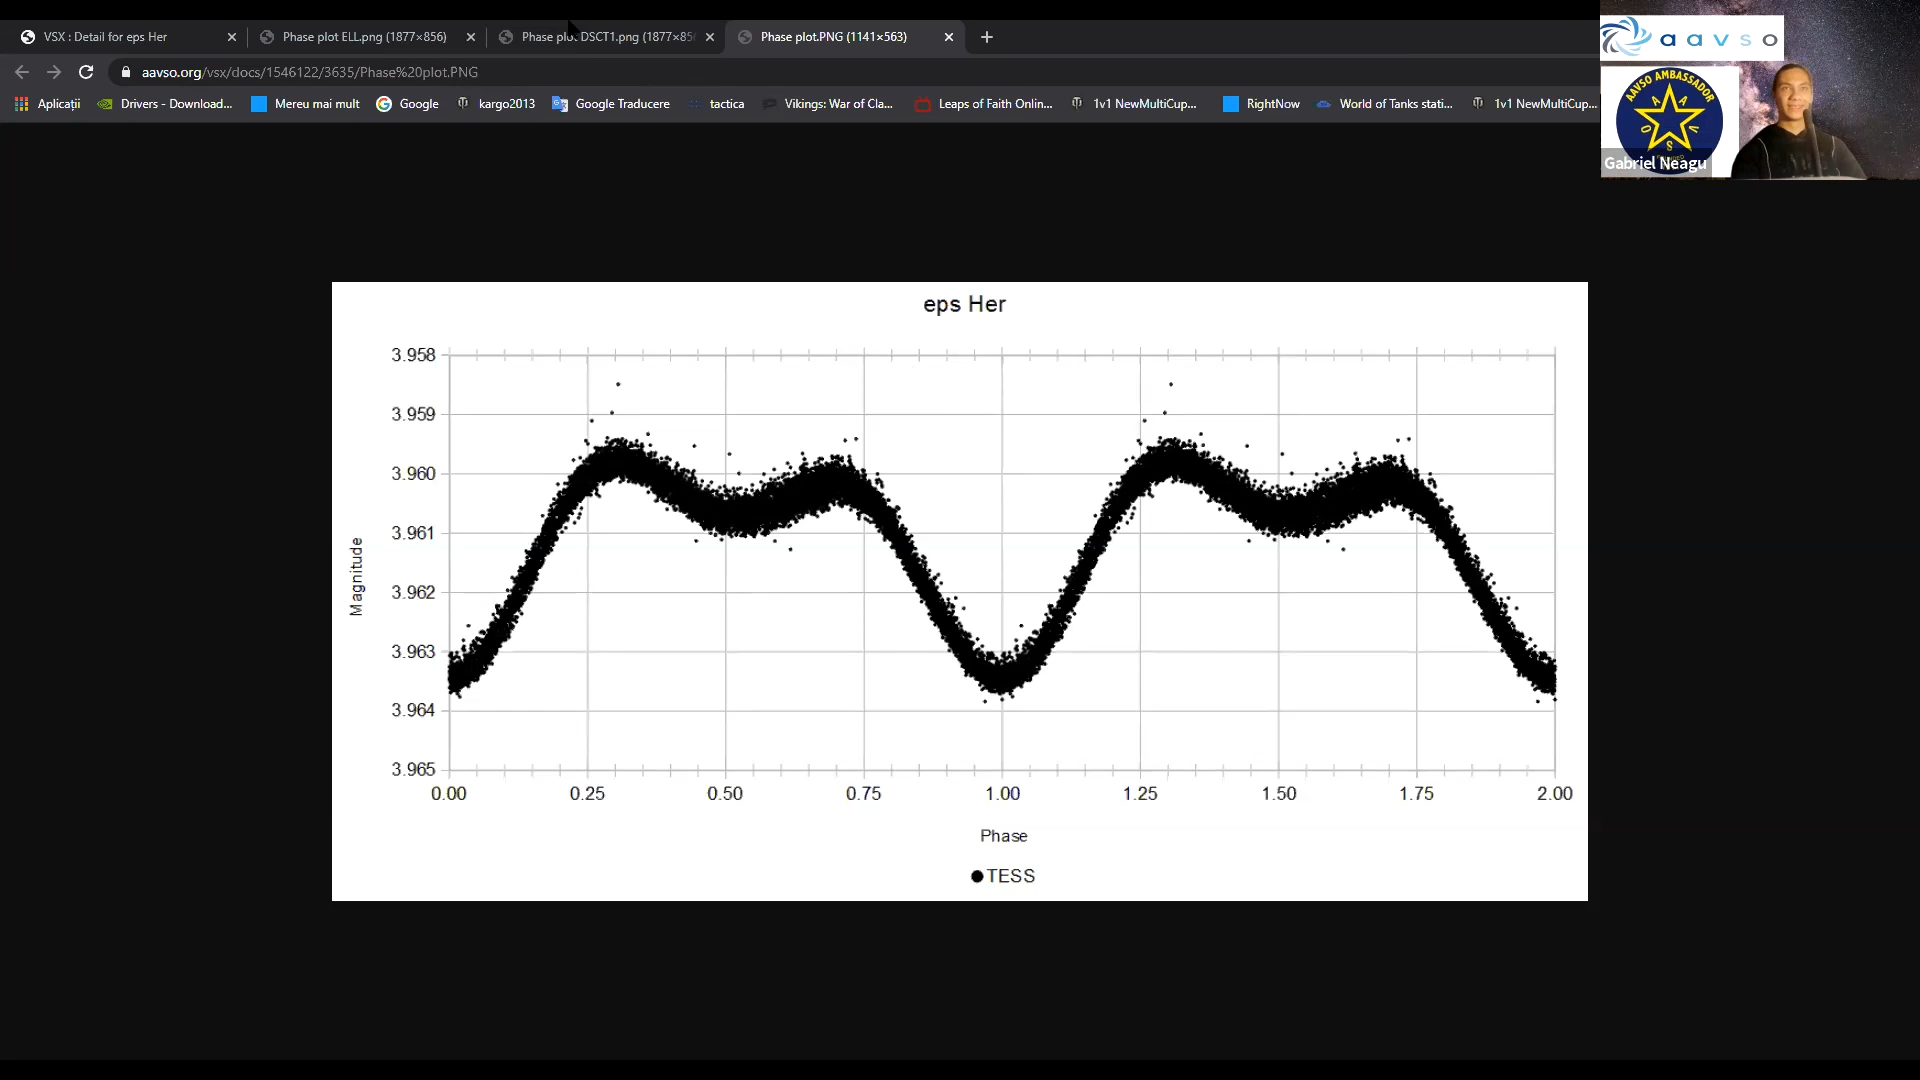 VSX : Detail for eps Her
Phase plot ELL.png (1877×856)
Phase plot DSCT1.png (1877×856
Phase plot.PNG (1141×563)
aavso.org/vsx/docs/1546122/3635/Phase%20plot.PNG
Aplicații
Drivers - Download...
Mereu mai mult
Google
kargo2013
Google Traducere
tactica
Vikings: War of Cla...
Leaps of Faith Onlin...
1v1 NewMultiCup...
RightNow
World of Tanks stati...
1v1 NewMultiCup...
aavso
AAVSO AMBASSADOR
A A V S O
Gabriel Neagu
eps Her
3.958
3.959
3.960
3.961
3.962
3.963
3.964
3.965
Magnitude
0.00 0.25 0.50 0.75 1.00 1.25 1.50 1.75 2.00
Phase
TESS